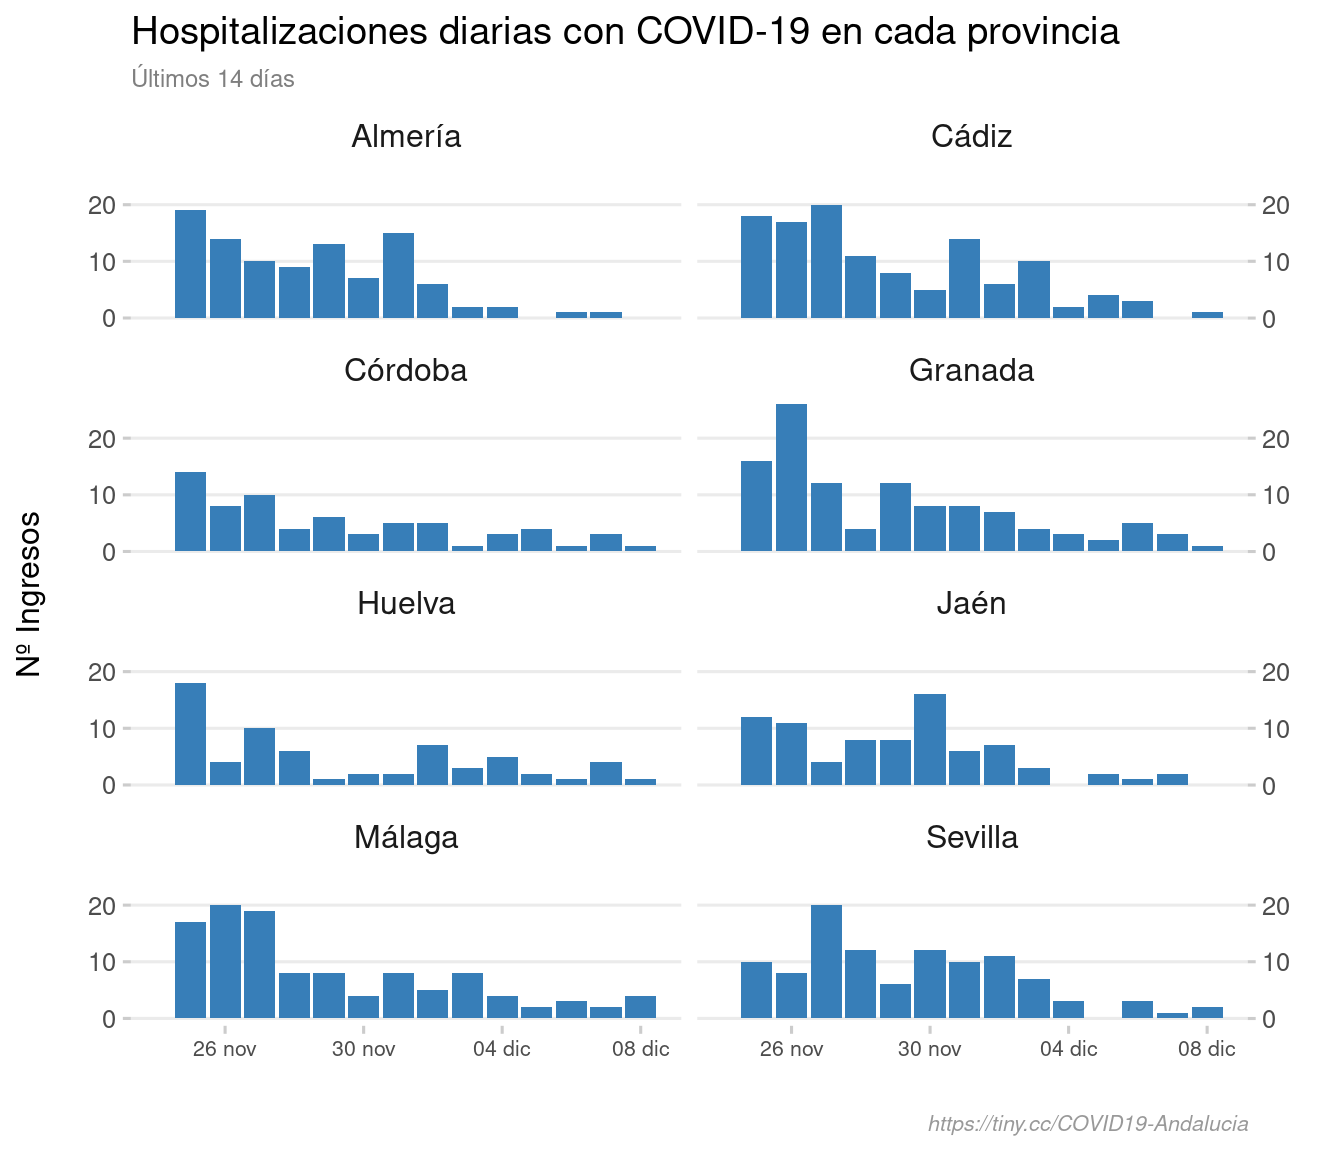 Hospitalizaciones diarias con COVID-19 en cada provincia
Últimos 14 días
Almería
Cádiz
20
10
0
20
10
0
Córdoba
Granada
20
10
0
20
10
0
Nº Ingresos
Huelva
Jaén
20
10
0
20
10
0
Málaga
Sevilla
20
10
0
20
10
0
26 nov 30 nov 04 dic 08 dic
26 nov 30 nov 04 dic 08 dic
https://tiny.cc/COVID19-Andalucia